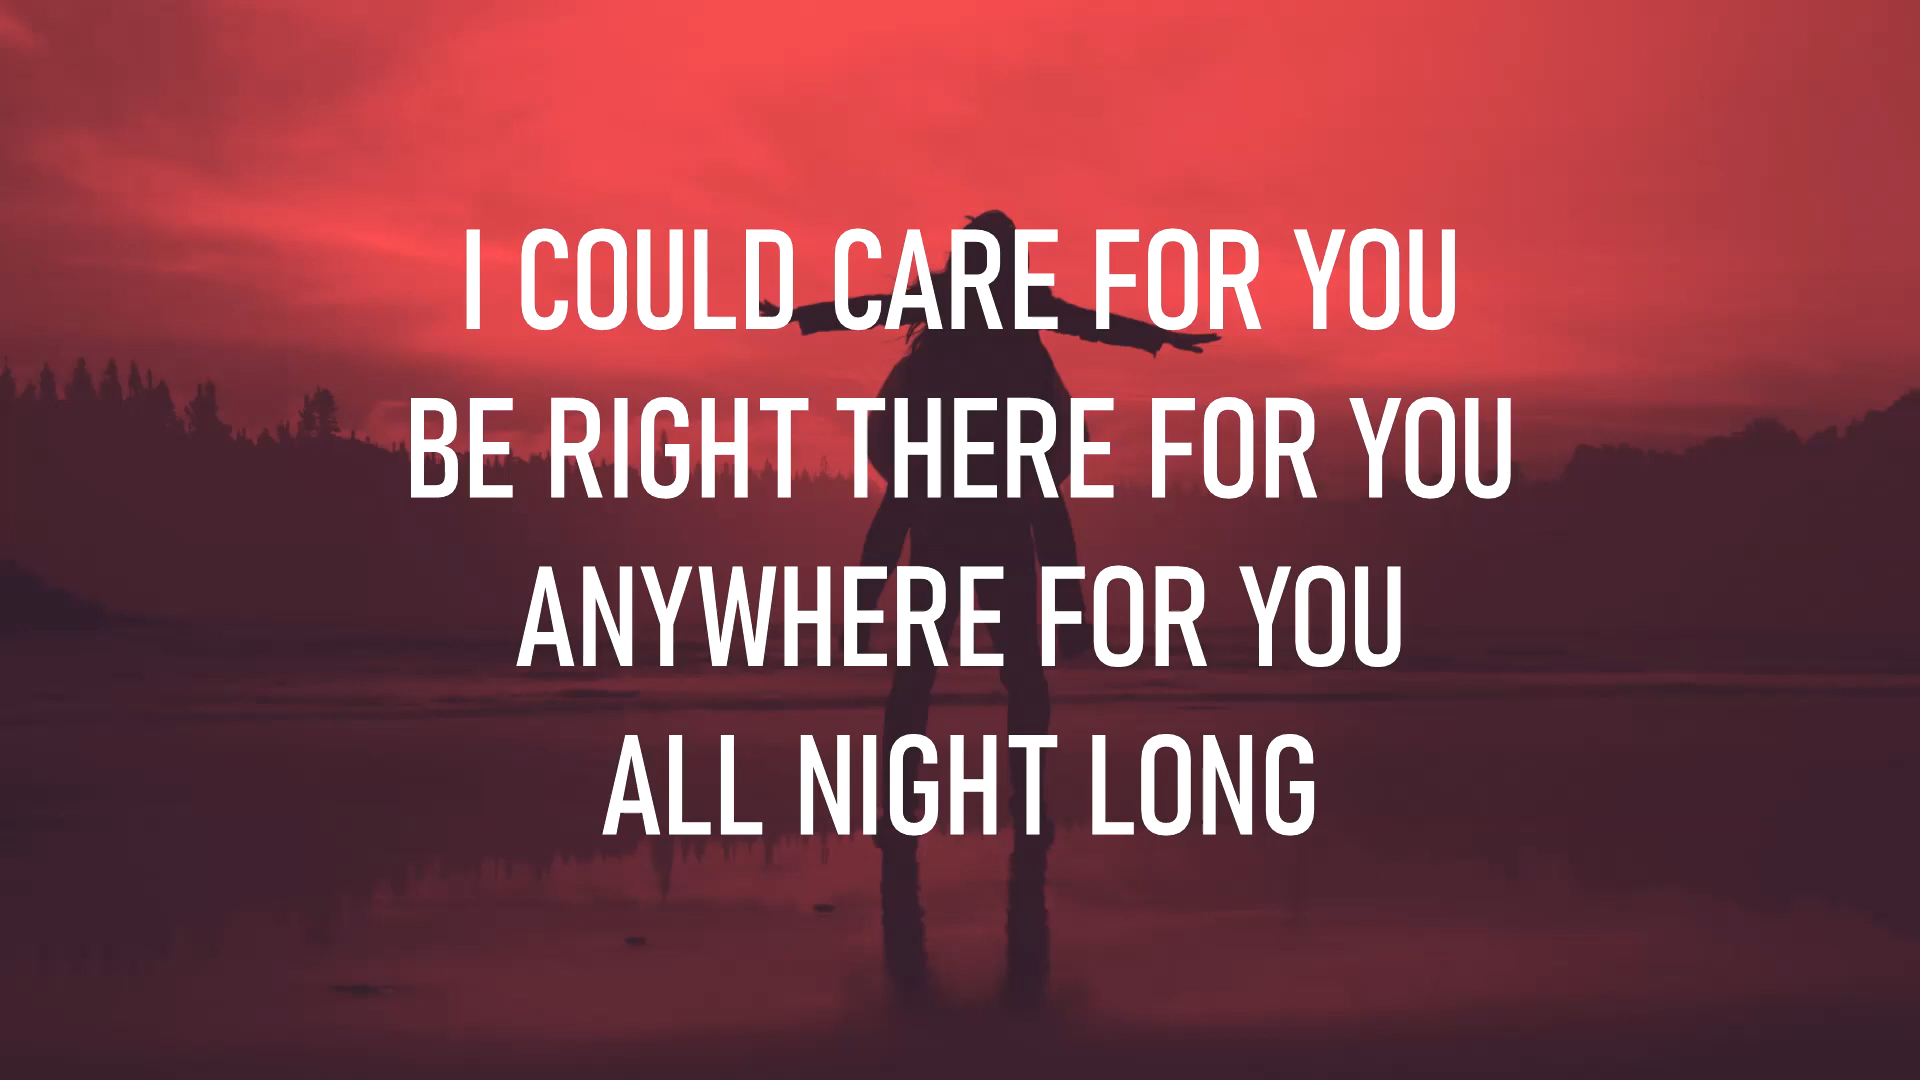 I COULD CARE FOR YOU
BE RIGHT THERE FOR YOU
ANYWHERE FOR YOU
ALL NIGHT LONG